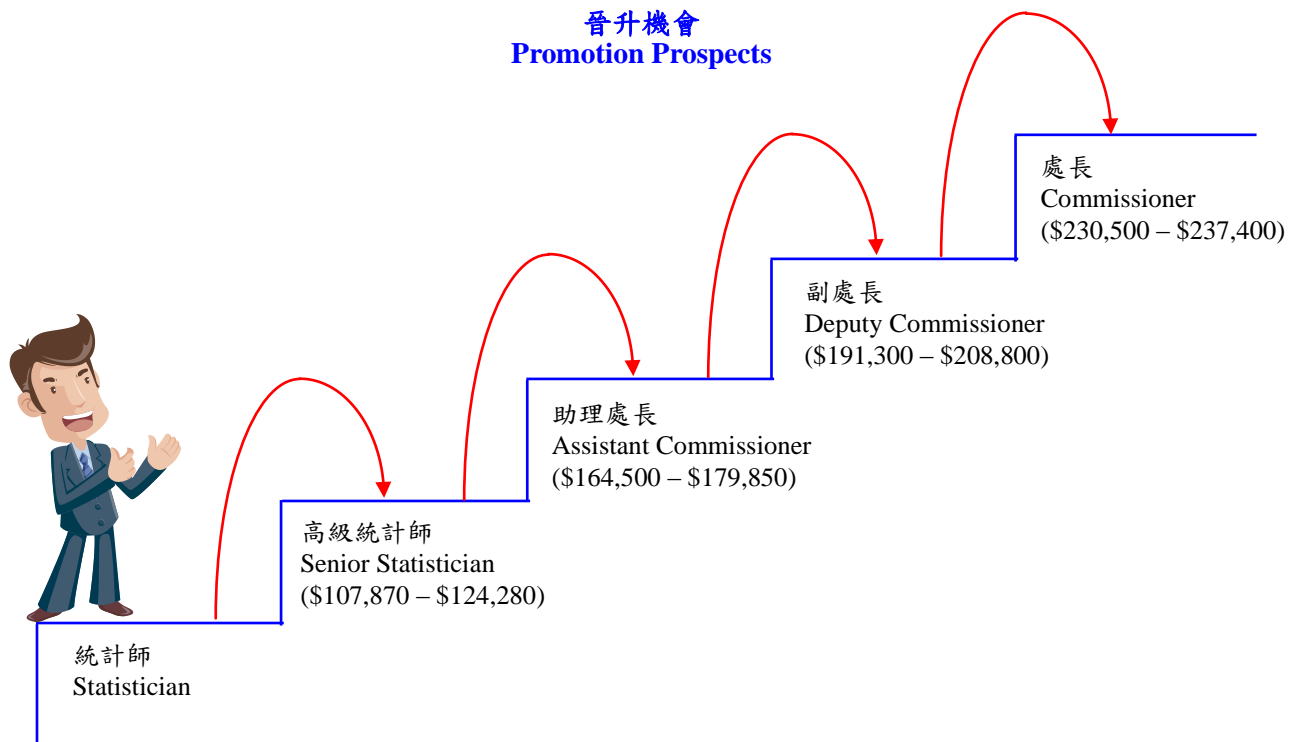 晉升機會
Promotion Prospects
處長
Commissioner
($230,500 – $237,400)
副處長
Deputy Commissioner
($191,300 – $208,800)
助理處長
Assistant Commissioner
($164,500 – $179,850)
高級統計師
Senior Statistician
($107,870 – $124,280)
統計師
Statistician